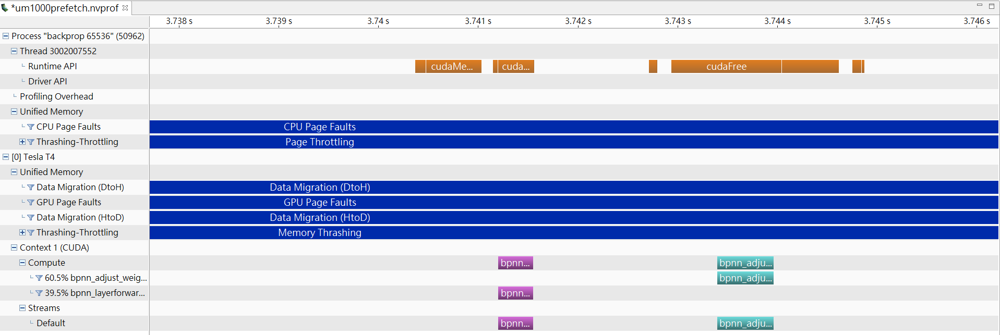 *um1000prefetch.nvprof
3.738 s 3.739 s 3.74 s 3.741 s 3.742 s 3.743 s 3.744 s 3.745 s 3.746 s
Process "backprop 65536" (50962)
Thread 3002007552
Runtime API cudaMe... cuda... cudaFree
Driver API
Profiling Overhead
Unified Memory
CPU Page Faults CPU Page Faults
Thrashing-Throttling Page Throttling
[0] Tesla T4
Unified Memory
Data Migration (DtoH) Data Migration (DtoH)
GPU Page Faults GPU Page Faults
Data Migration (HtoD) Data Migration (HtoD)
Thrashing-Throttling Memory Thrashing
Context 1 (CUDA)
Compute bpnn... bpnn_adju...
60.5% bpnn_adjust_weig... bpnn_adju...
39.5% bpnn_layerforwar... bpnn...
Streams
Default bpnn... bpnn_adju...